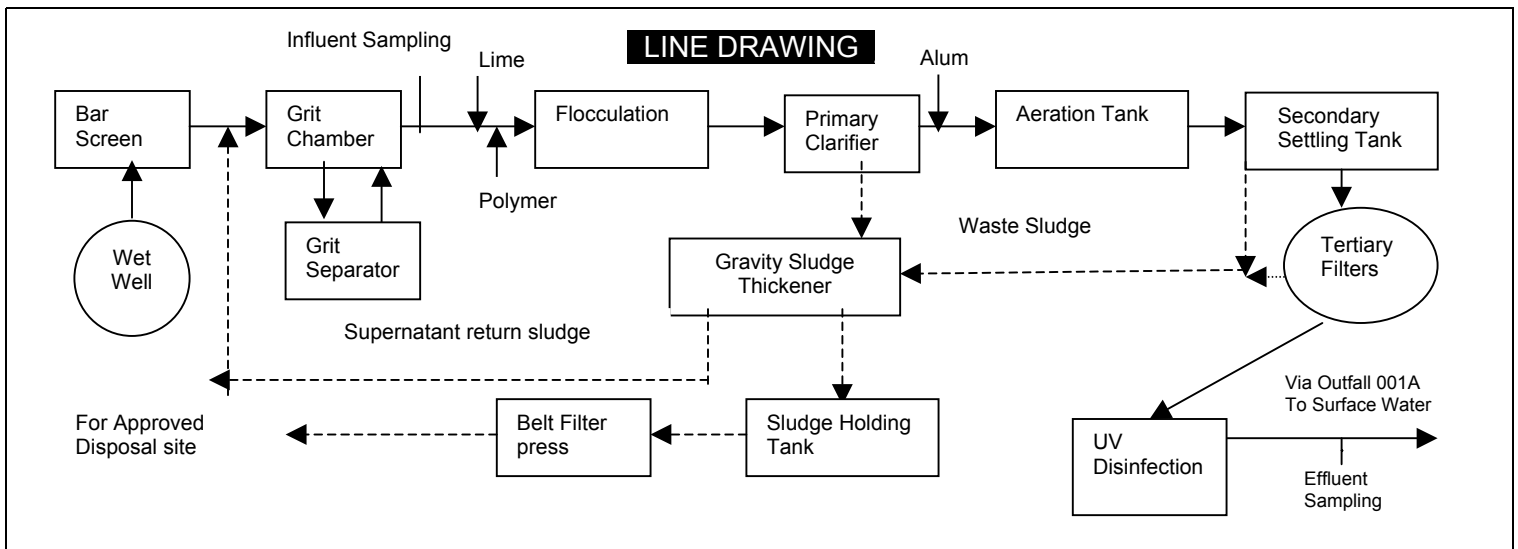 LINE DRAWING
Influent Sampling
Lime
Alum
Bar
Screen
Grit
Chamber
Flocculation
Primary
Clarifier
Aeration Tank
Secondary
Settling Tank
Polymer
Wet
Well
Grit
Separator
Gravity Sludge
Thickener
Waste Sludge
Tertiary
Filters
Supernatant return sludge
For Approved
Disposal site
Belt Filter
press
Sludge Holding
Tank
UV
Disinfection
Via Outfall 001A
To Surface Water
Effluent
Sampling